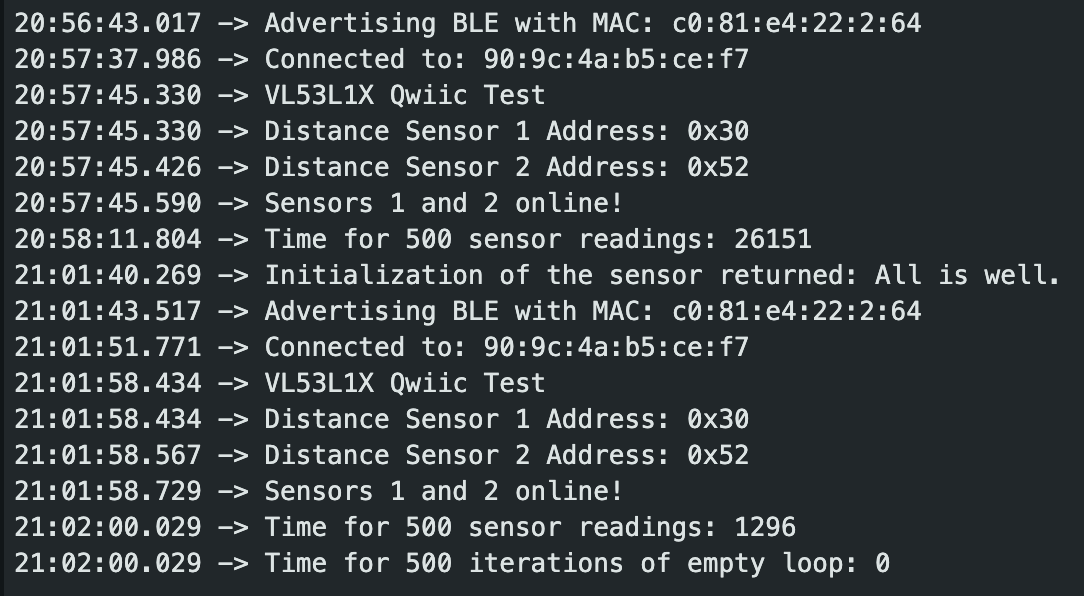 20:56:43.017 -> Advertising BLE with MAC: c0:81:e4:22:2:64
20:57:37.986 -> Connected to: 90:9c:4a:b5:ce:f7
20:57:45.330 -> VL53L1X Qwiic Test
20:57:45.330 -> Distance Sensor 1 Address: 0x30
20:57:45.426 -> Distance Sensor 2 Address: 0x52
20:57:45.590 -> Sensors 1 and 2 online!
20:58:11.804 -> Time for 500 sensor readings: 26151
21:01:40.269 -> Initialization of the sensor returned: All is well.
21:01:43.517 -> Advertising BLE with MAC: c0:81:e4:22:2:64
21:01:51.771 -> Connected to: 90:9c:4a:b5:ce:f7
21:01:58.434 -> VL53L1X Qwiic Test
21:01:58.434 -> Distance Sensor 1 Address: 0x30
21:01:58.567 -> Distance Sensor 2 Address: 0x52
21:01:58.729 -> Sensors 1 and 2 online!
21:02:00.029 -> Time for 500 sensor readings: 1296
21:02:00.029 -> Time for 500 iterations of empty loop: 0